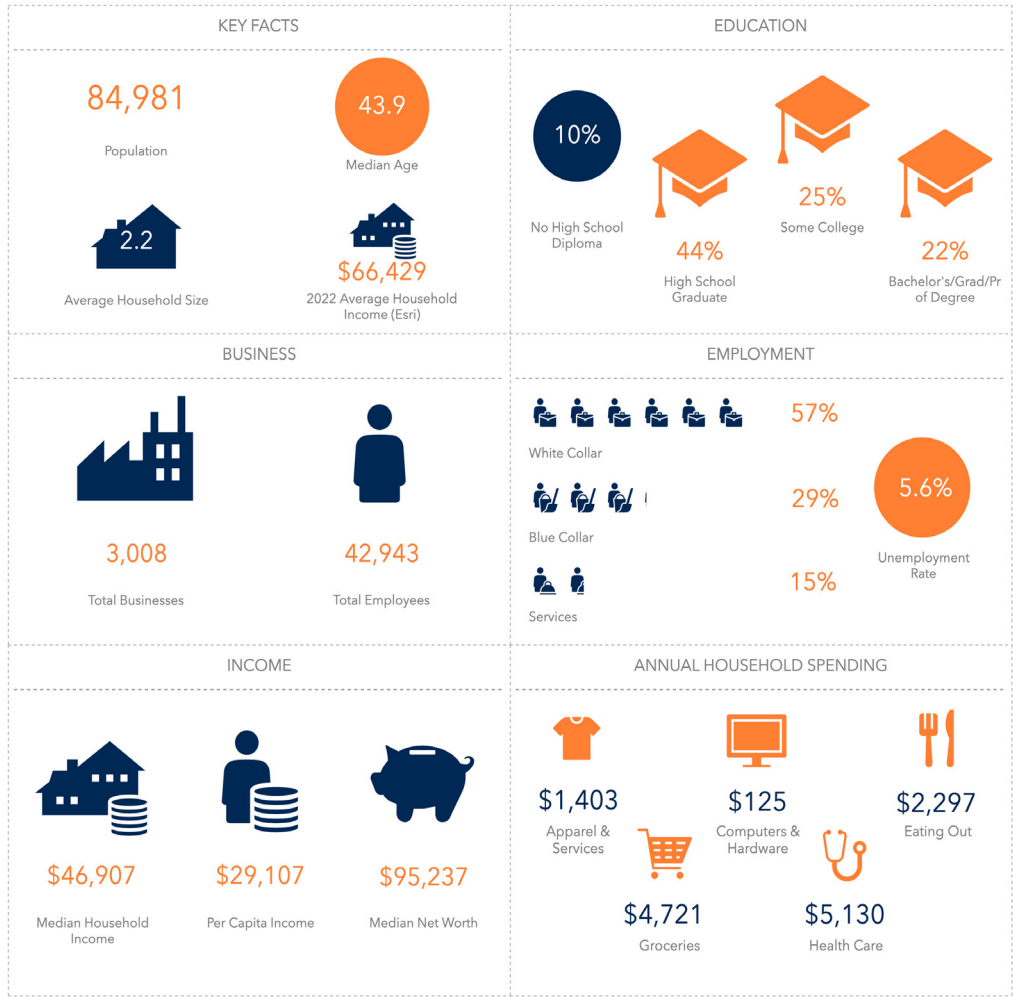 KEY FACTS
84,981
Population
43.9
Median Age
2.2
Average Household Size
$66,429
2022 Average Household
Income (Esri)
EDUCATION
10%
No High School
Diploma
44%
High School
Graduate
25%
Some College
22%
Bachelor's/Grad/Pr
of Degree
BUSINESS
3,008
Total Businesses
42,943
Total Employees
EMPLOYMENT
57%
White Collar
29%
Blue Collar
15%
Services
5.6%
Unemployment
Rate
INCOME
$46,907
Median Household
Income
$29,107
Per Capita Income
$95,237
Median Net Worth
ANNUAL HOUSEHOLD SPENDING
$1,403
Apparel &
Services
$125
Computers &
Hardware
$2,297
Eating Out
$4,721
Groceries
$5,130
Health Care